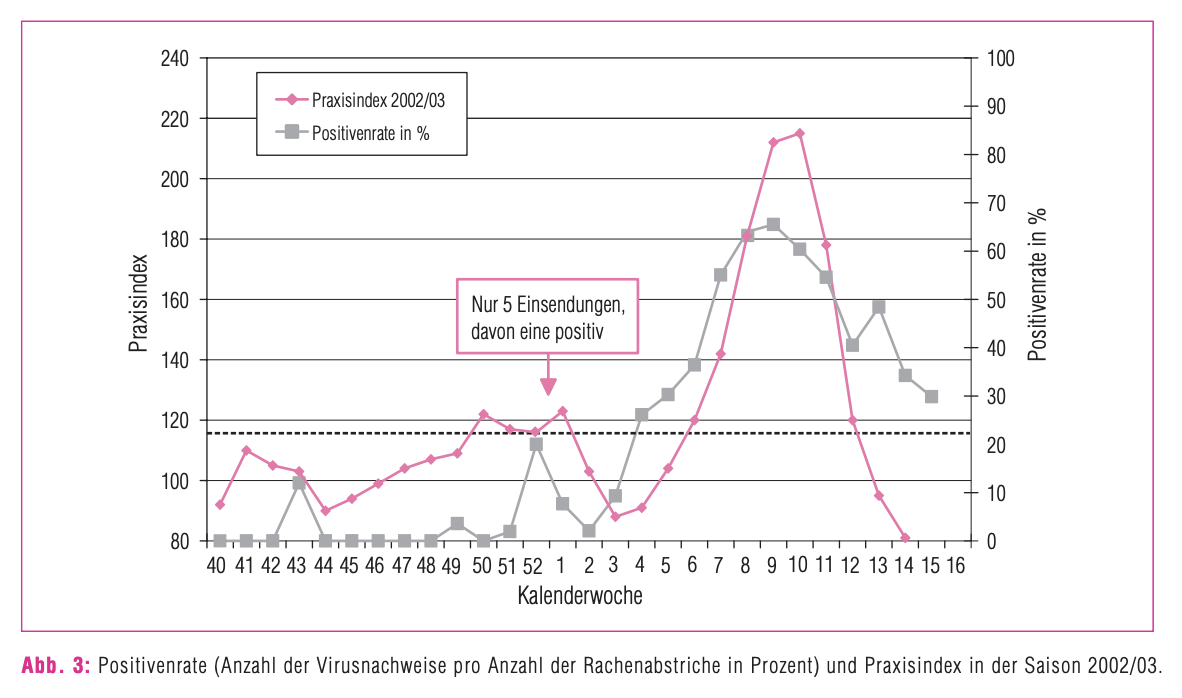 240
220
200
180
160
140
120
100
80
Praxisindex
Praxisindex 2002/03
Positivenrate in %
Nur 5 Einsendungen,
davon eine positiv
100
90
80
70
60
50
40
30
20
10
0
Positivenrate in %
40 41 42 43 44 45 46 47 48 49 50 51 52 1 2 3 4 5 6 7 8 9 10 11 12 13 14 15 16
Kalenderwoche
Abb. 3: Positivenrate (Anzahl der Virusnachweise pro Anzahl der Rachenabstriche in Prozent) und Praxisindex in der Saison 2002/03.